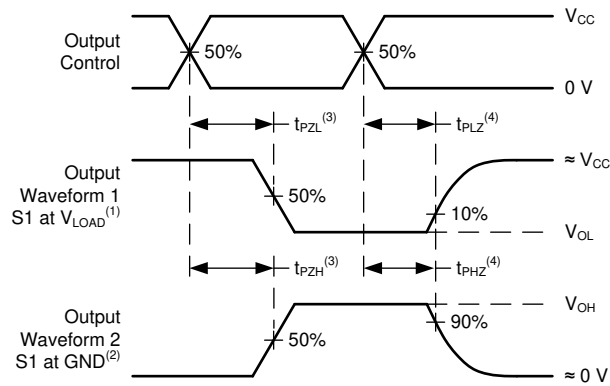 V_CC
Output
Control
50%
50%
0 V
t_PZL^(3)
t_PLZ^(4)
Output
Waveform 1
S1 at V_LOAD^(1)
≈ V_CC
50%
10%
V_OL
t_PZH^(3)
t_PHZ^(4)
Output
Waveform 2
S1 at GND^(2)
V_OH
50%
90%
≈ 0 V